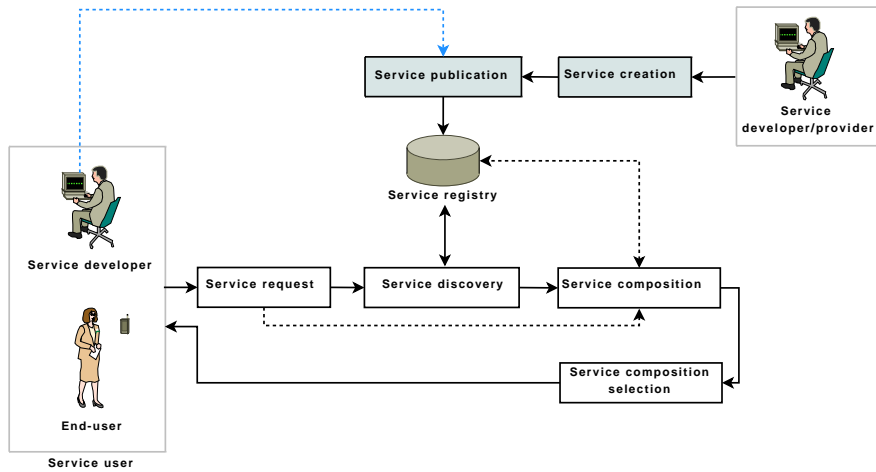 Service publication
Service creation
Service
developer/provider
Service registry
Service developer
Service request
Service discovery
Service composition
Service composition
selection
End-user
Service user